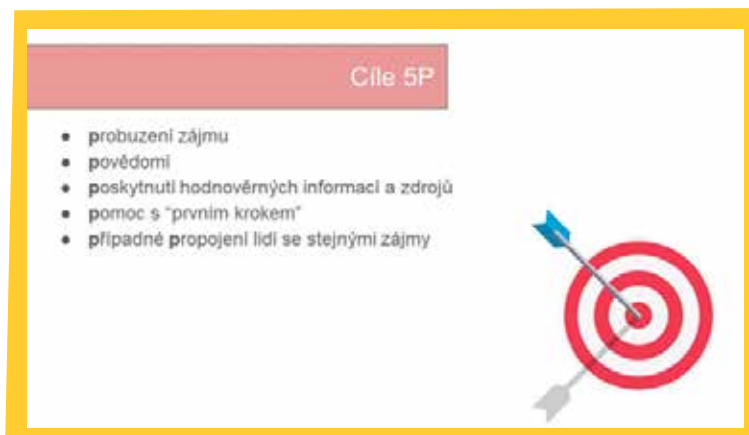 Cíle 5P
● probuzení zájmu
● povědomí
● poskytnutí hodnověrných informací a zdrojů
● pomoc s "prvním krokem"
● případné propojení lidí se stejnými zájmy